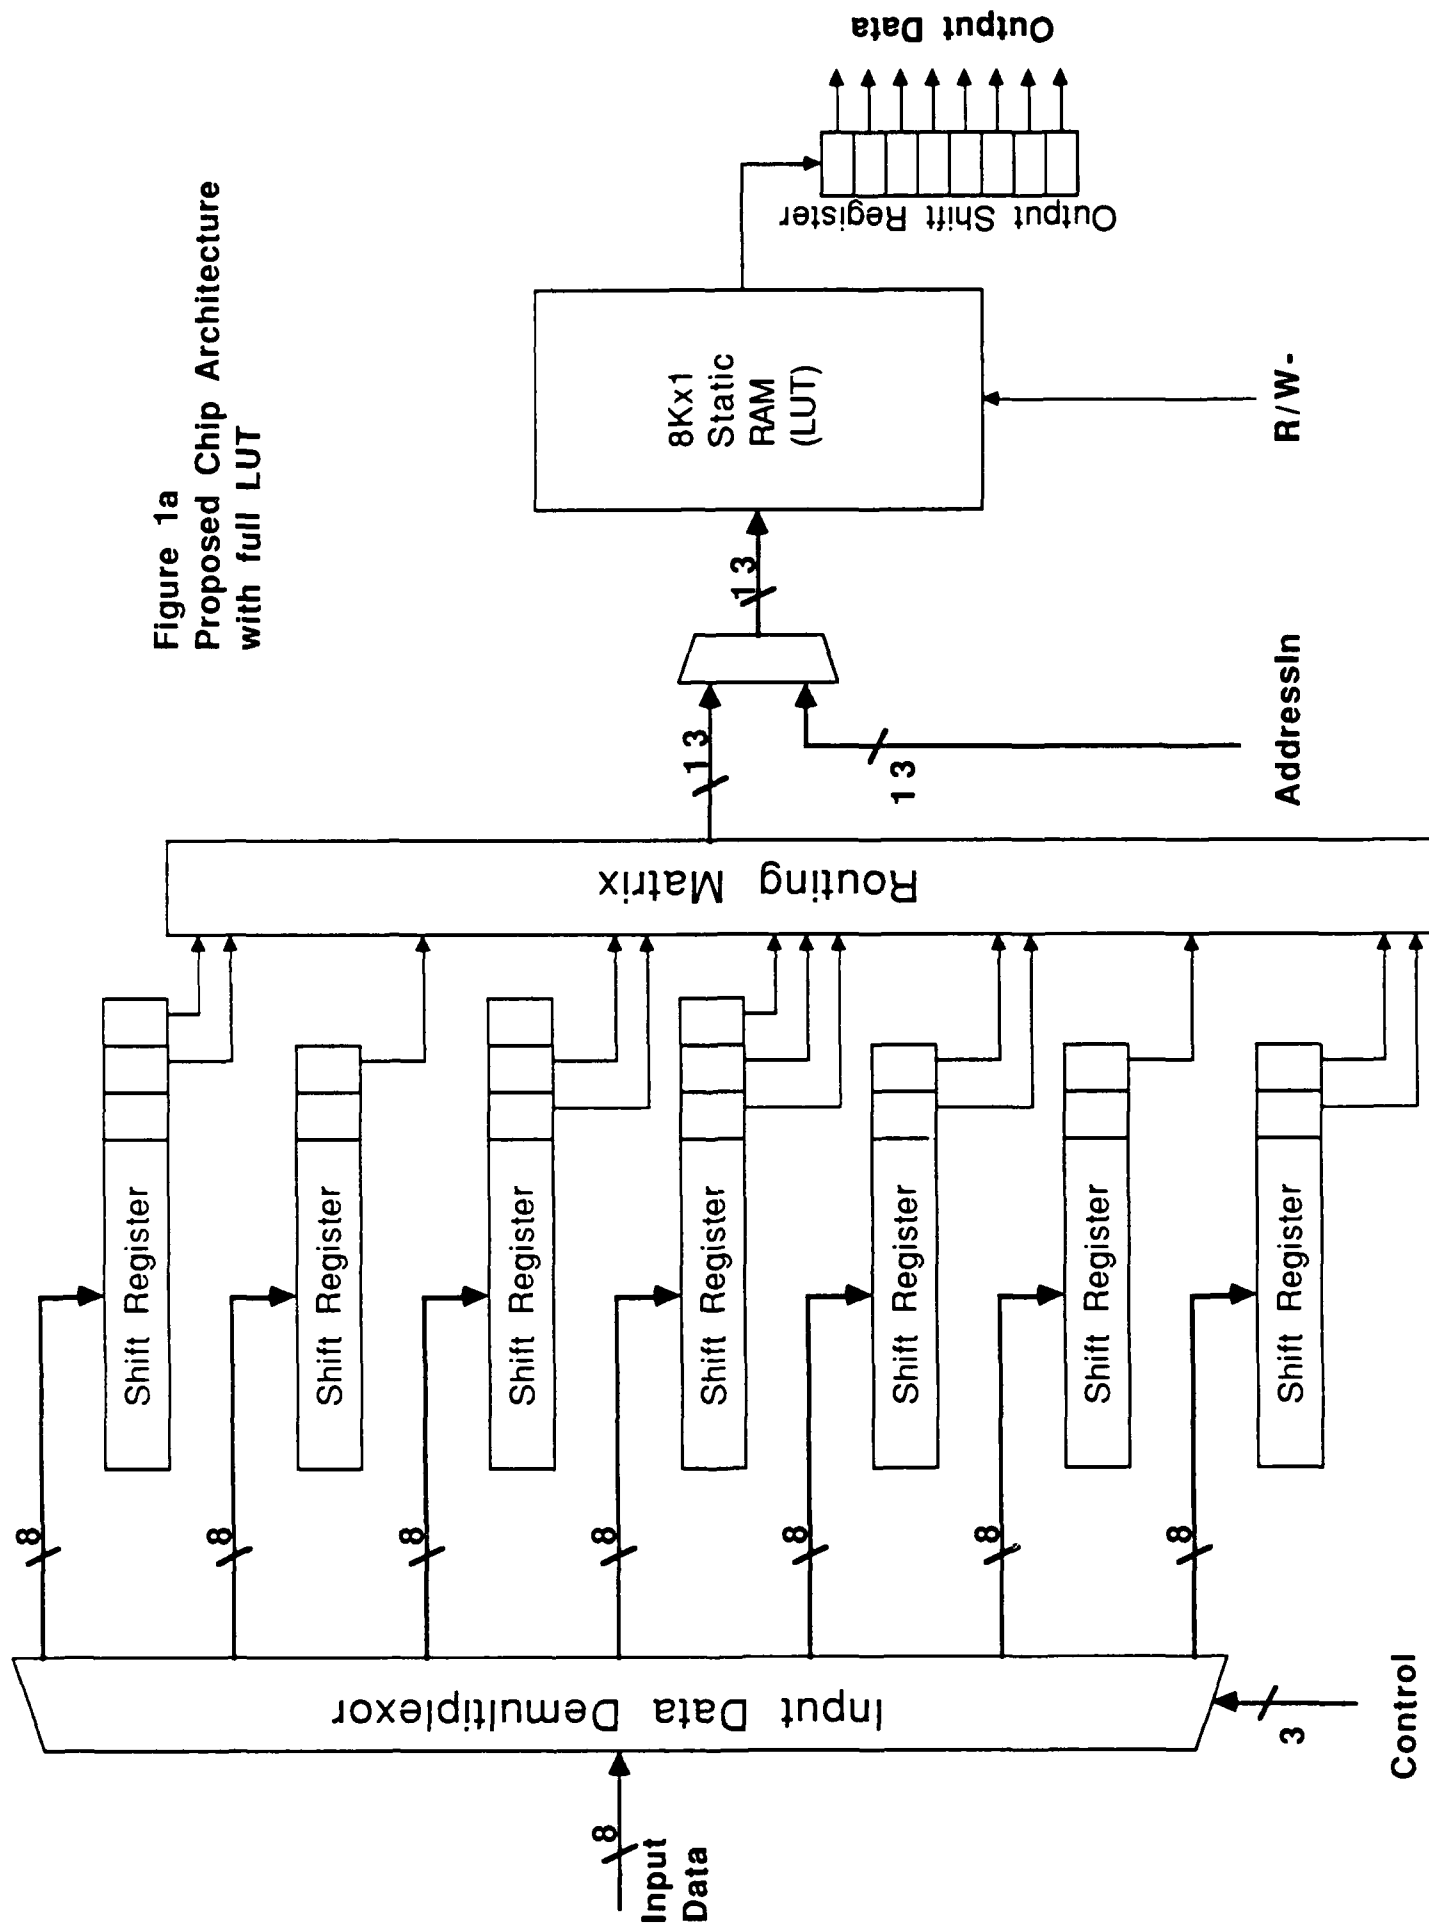 Figure 1a
Proposed Chip Architecture
with full LUT
Input
Data
8
Input Data Demultiplexor
3
Control
8
8
8
8
8
8
8
Shift Register
Shift Register
Shift Register
Shift Register
Shift Register
Shift Register
Shift Register
Routing Matrix
13
13
AddressIn
13
8Kx1
Static
RAM
(LUT)
R/W-
Output Shift Register
Output Data